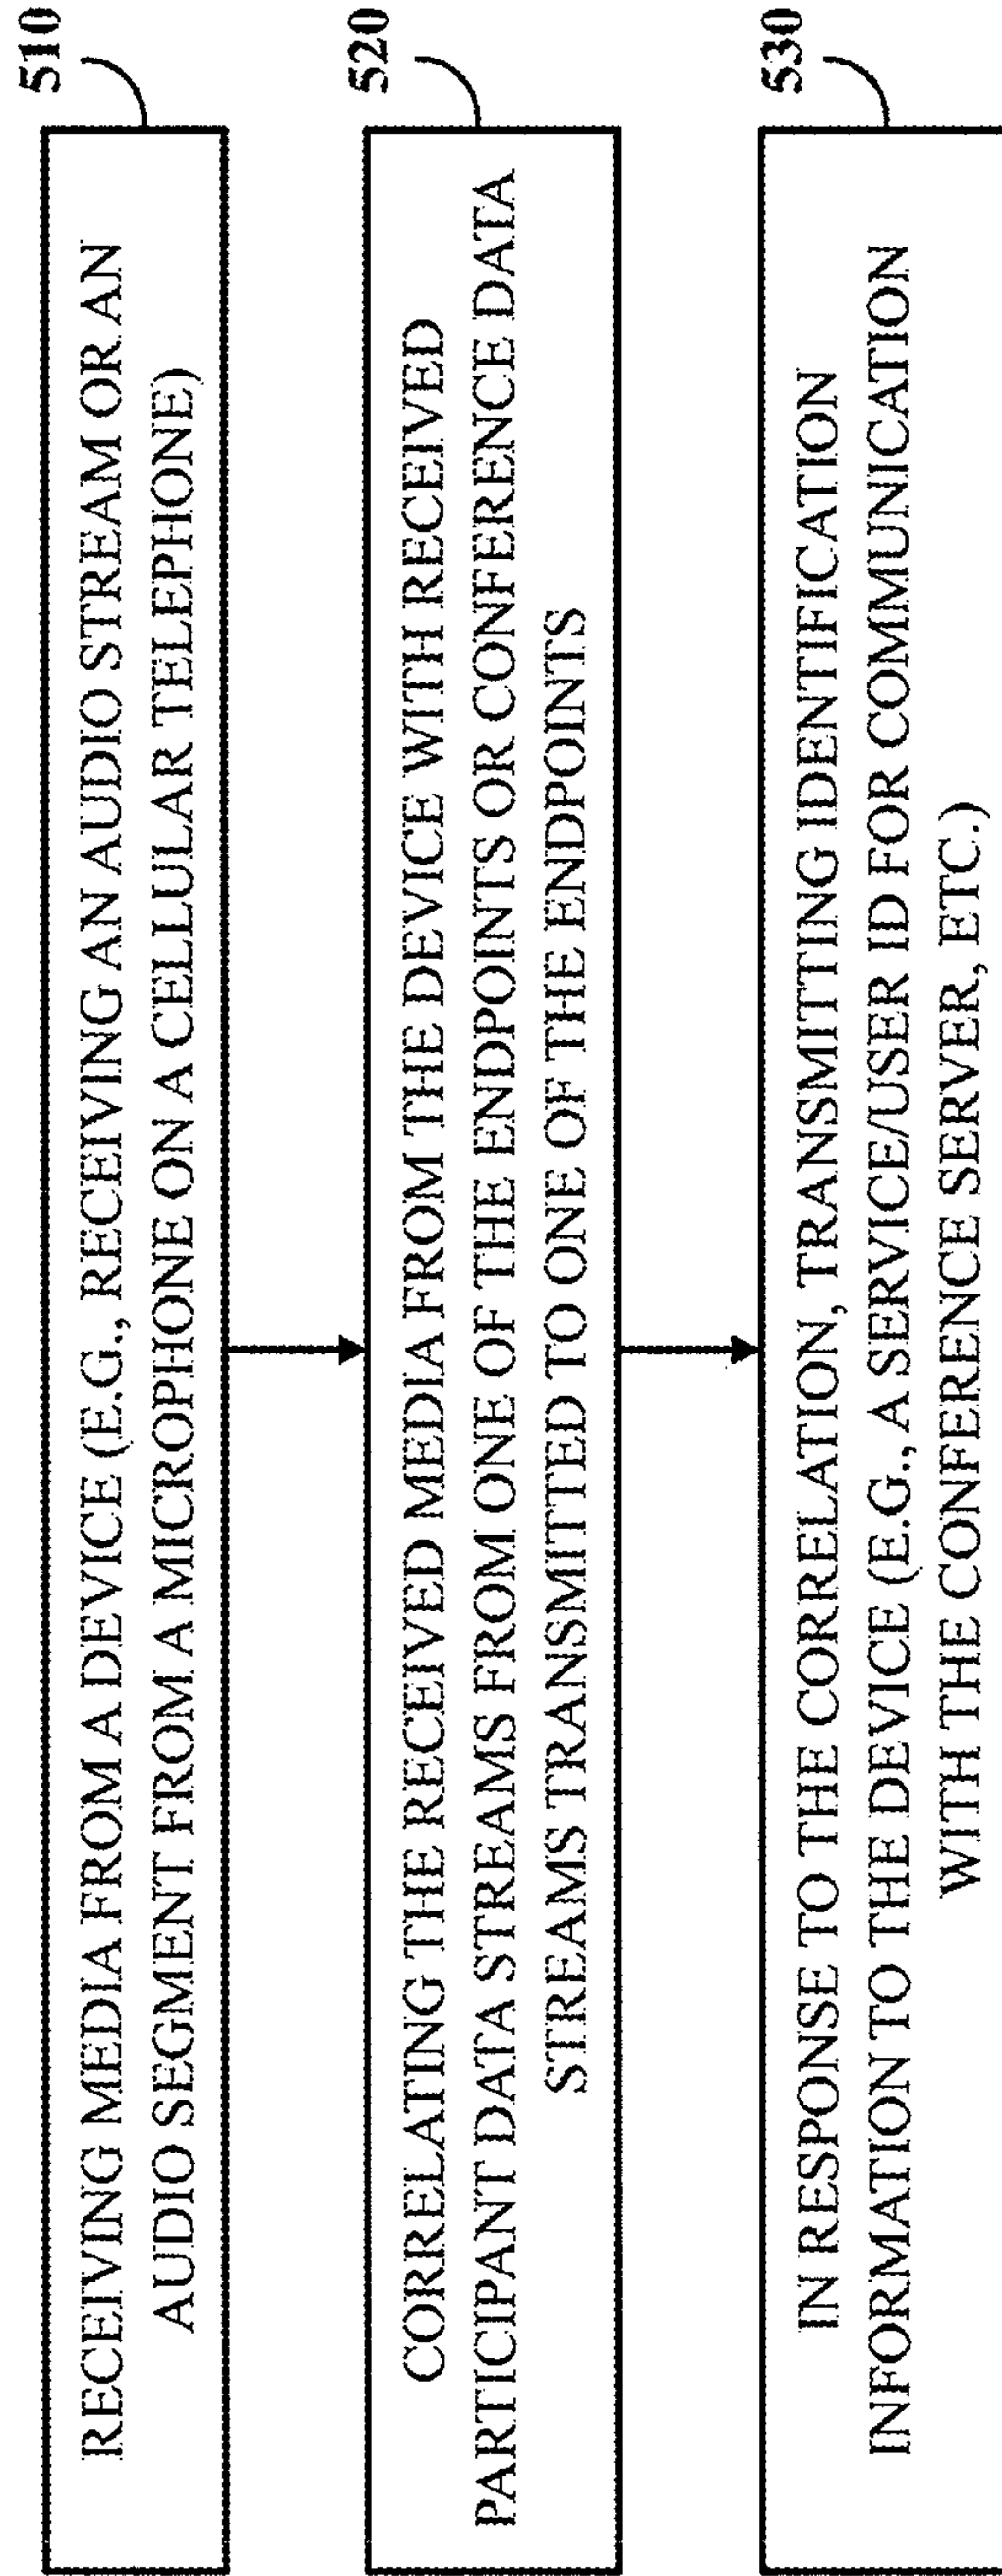 510
RECEIVING MEDIA FROM A DEVICE (E.G., RECEIVING AN AUDIO STREAM OR AN
AUDIO SEGMENT FROM A MICROPHONE ON A CELLULAR TELEPHONE)
520
CORRELATING THE RECEIVED MEDIA FROM THE DEVICE WITH RECEIVED
PARTICIPANT DATA STREAMS FROM ONE OF THE ENDPOINTS OR CONFERENCE DATA
STREAMS TRANSMITTED TO ONE OF THE ENDPOINTS
530
IN RESPONSE TO THE CORRELATION, TRANSMITTING IDENTIFICATION
INFORMATION TO THE DEVICE (E.G., A SERVICE/USER ID FOR COMMUNICATION
WITH THE CONFERENCE SERVER, ETC.)